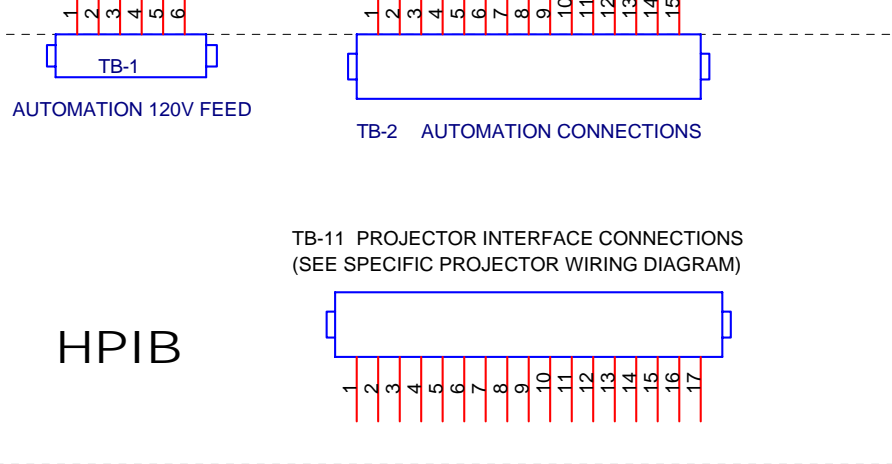 1 2 3 4 5 6
1 2 3 4 5 6 7 8 9 10 11 12 13 14 15
TB-1
AUTOMATION 120V FEED
TB-2 AUTOMATION CONNECTIONS
TB-11 PROJECTOR INTERFACE CONNECTIONS
(SEE SPECIFIC PROJECTOR WIRING DIAGRAM)
HPIB
1 2 3 4 5 6 7 8 9 10 11 12 13 14 15 16 17